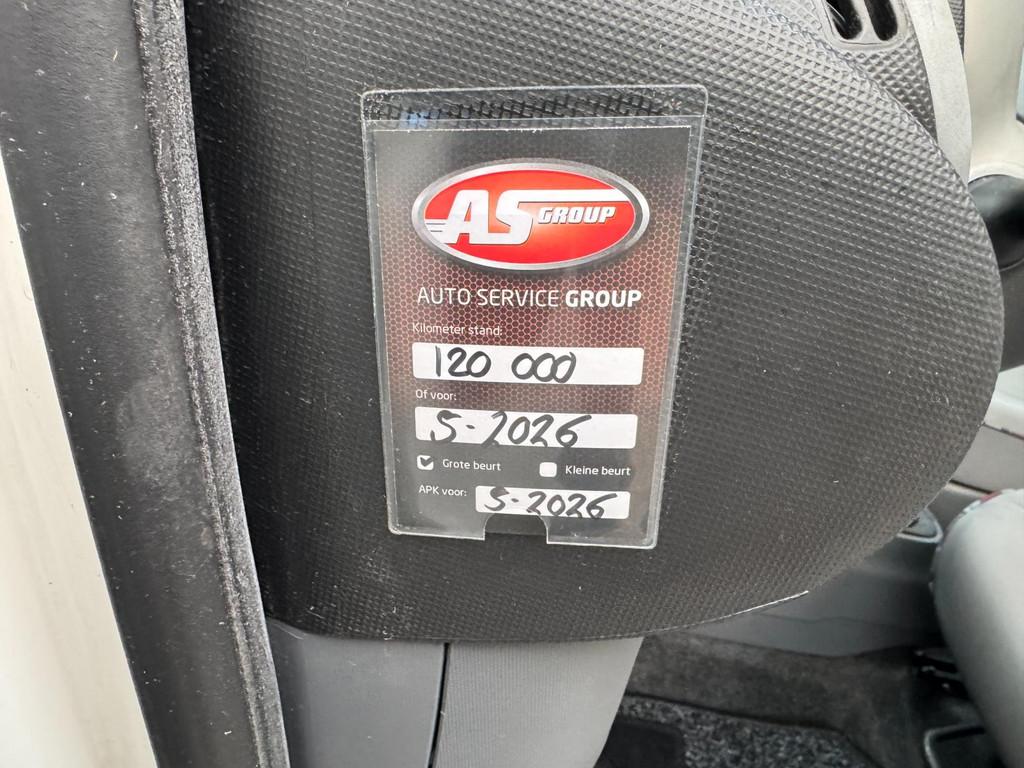 AS GROUP
AUTO SERVICE GROUP
Kilometer stand:
120 000
Of voor:
5-2026
Grote beurt Kleine beurt
APK voor: 5-2026